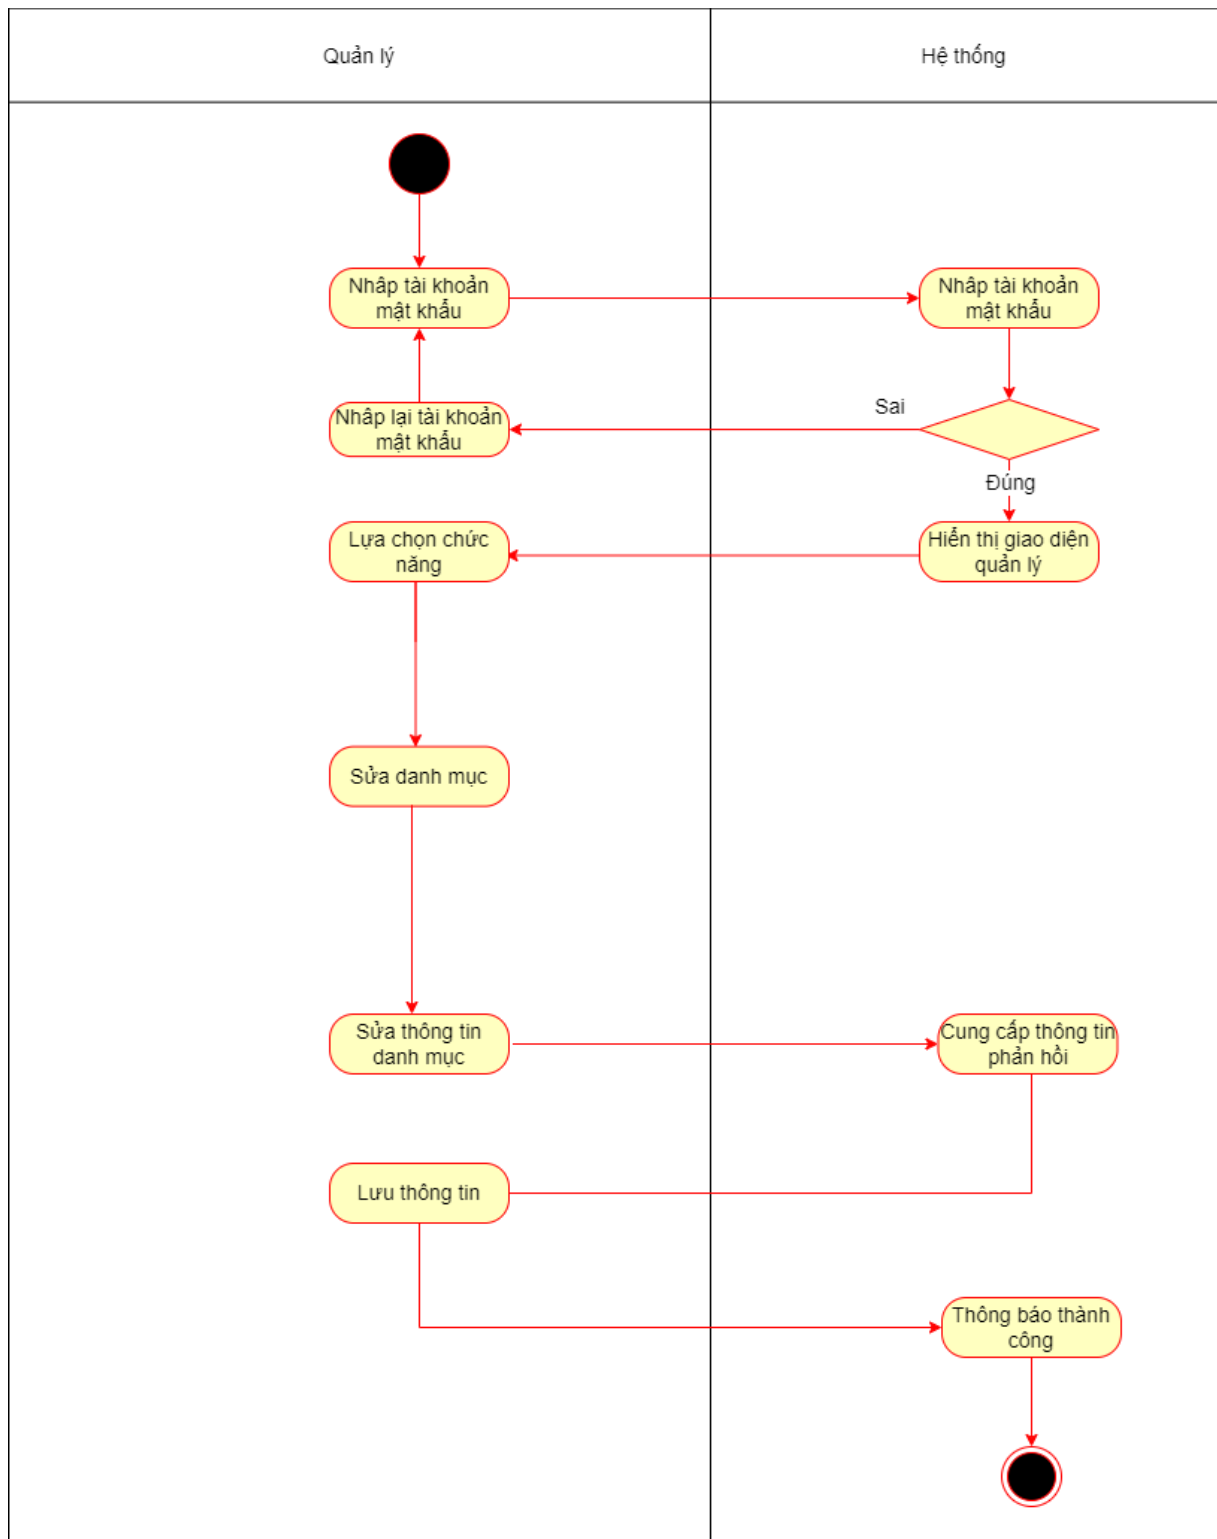 Quản lý
Hệ thống
Nhâp tài khoản
mật khẩu
Nhâp tài khoản
mật khẩu
Nhâp lại tài khoản
mật khẩu
Sai
Đúng
Lựa chọn chức
năng
Hiển thị giao diện
quản lý
Sửa danh mục
Sửa thông tin
danh mục
Cung cấp thông tin
phản hồi
Lưu thông tin
Thông báo thành
công